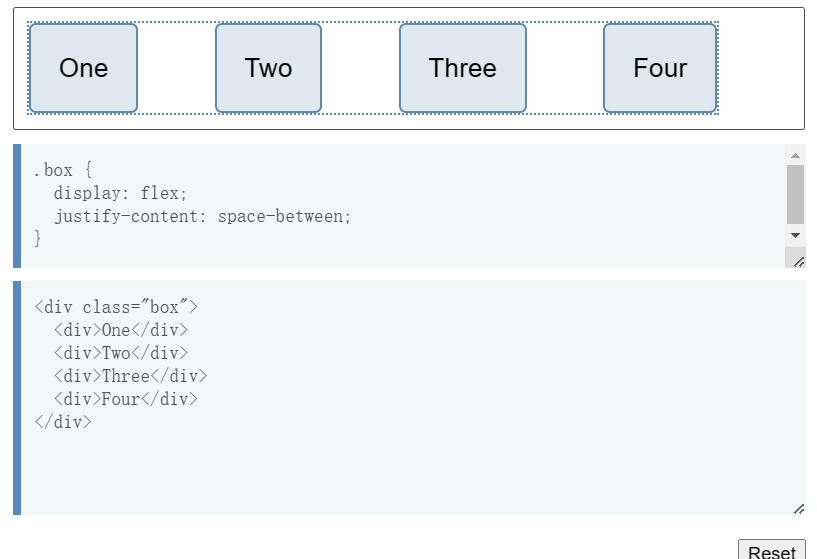 One Two Three Four
.box {
  display: flex;
  justify-content: space-between;
}
<div class="box">
  <div>One</div>
  <div>Two</div>
  <div>Three</div>
  <div>Four</div>
</div>
Reset